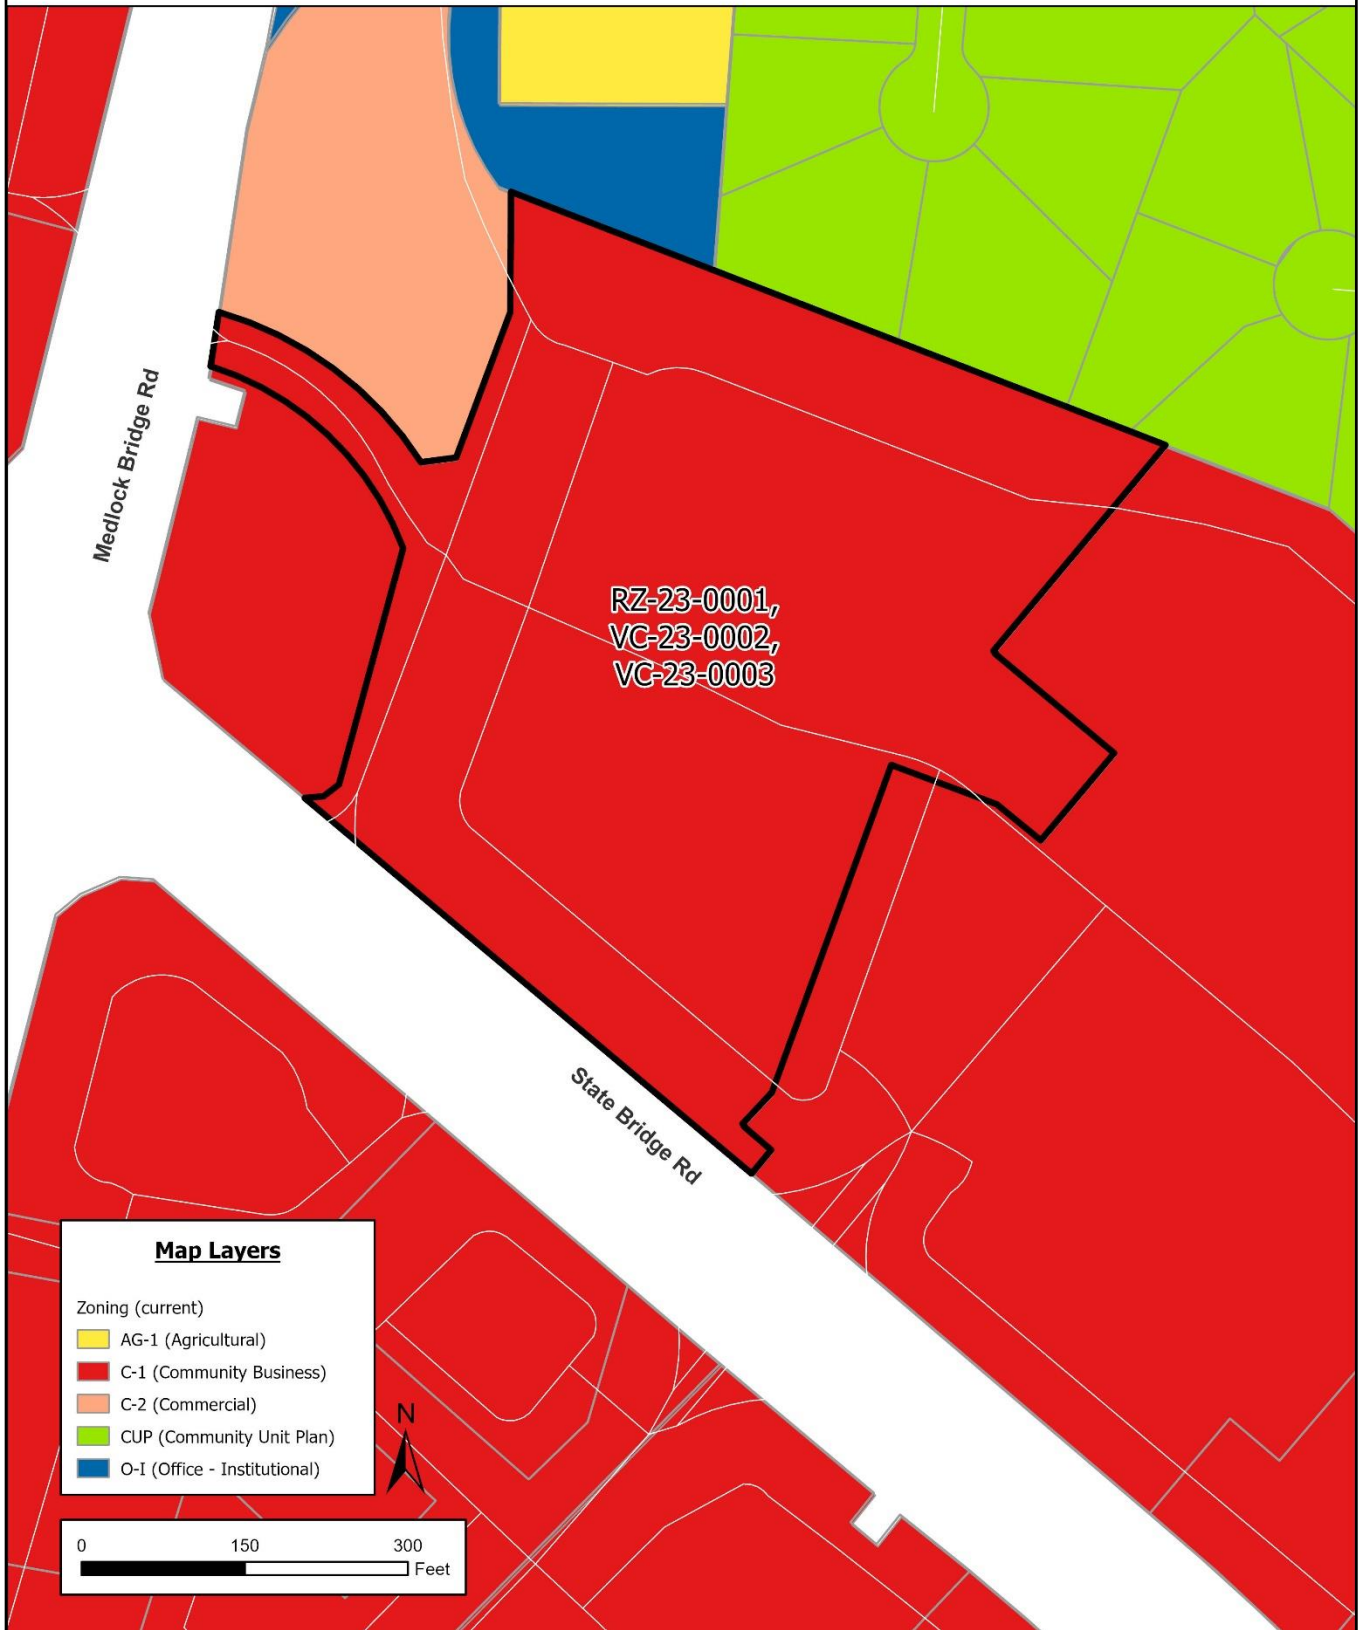 Medlock Bridge Rd
RZ-23-0001,
VC-23-0002,
VC-23-0003
State Bridge Rd
Map Layers
Zoning (current)
AG-1 (Agricultural)
C-1 (Community Business)
C-2 (Commercial)
CUP (Community Unit Plan)
O-I (Office - Institutional)
N
0 150 300
Feet